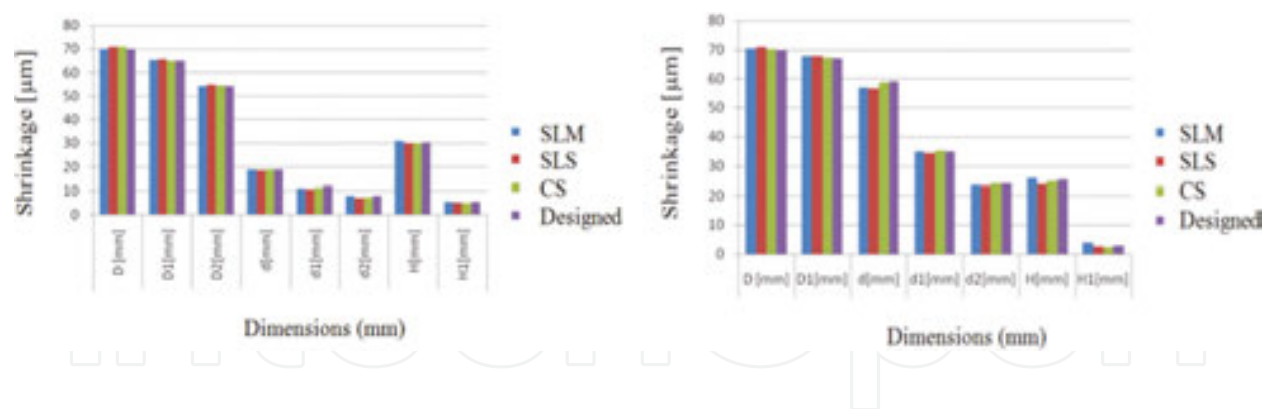 80
70
60
50
40
30
20
10
0
Shrinkage [µm]
D [mm]
D1[mm]
D2[mm]
d[mm]
d1[mm]
d2[mm]
H[mm]
H1[mm]
Dimensions (mm)
SLM
SLS
CS
Designed
80
70
60
50
40
30
20
10
0
Shrinkage [µm]
D [mm]
D1[mm]
d[mm]
d1[mm]
d2[mm]
H[mm]
H1[mm]
Dimensions (mm)
SLM
SLS
CS
Designed